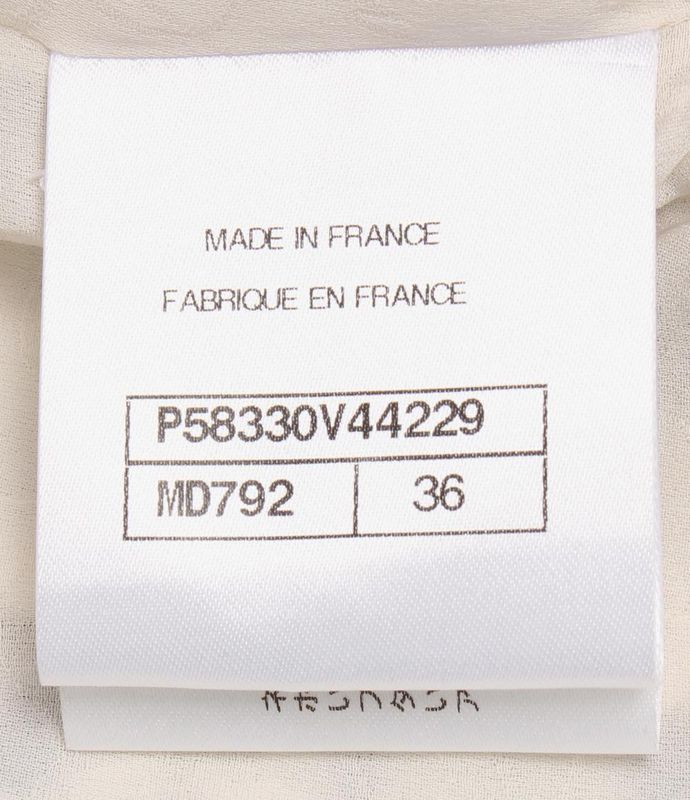 MADE IN FRANCE
FABRIQUE EN FRANCE
P58330V44229
MD792 36